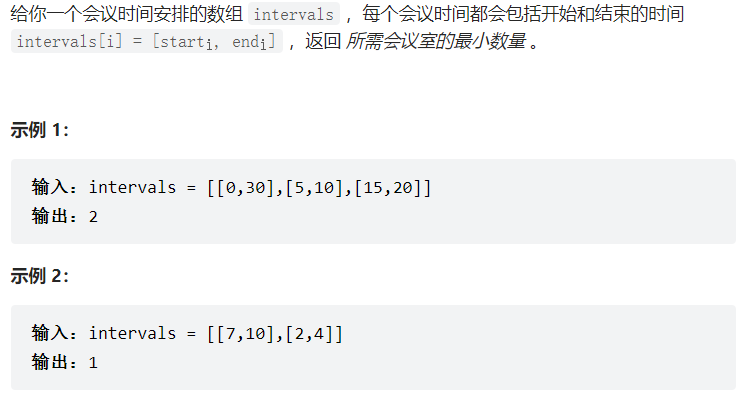 给你一个会议时间安排的数组 intervals ，每个会议时间都会包括开始和结束的时间
intervals[i] = [starti, endi] ，返回 所需会议室的最小数量 。
示例 1：
输入：intervals = [[0,30],[5,10],[15,20]]
输出：2
示例 2：
输入：intervals = [[7,10],[2,4]]
输出：1